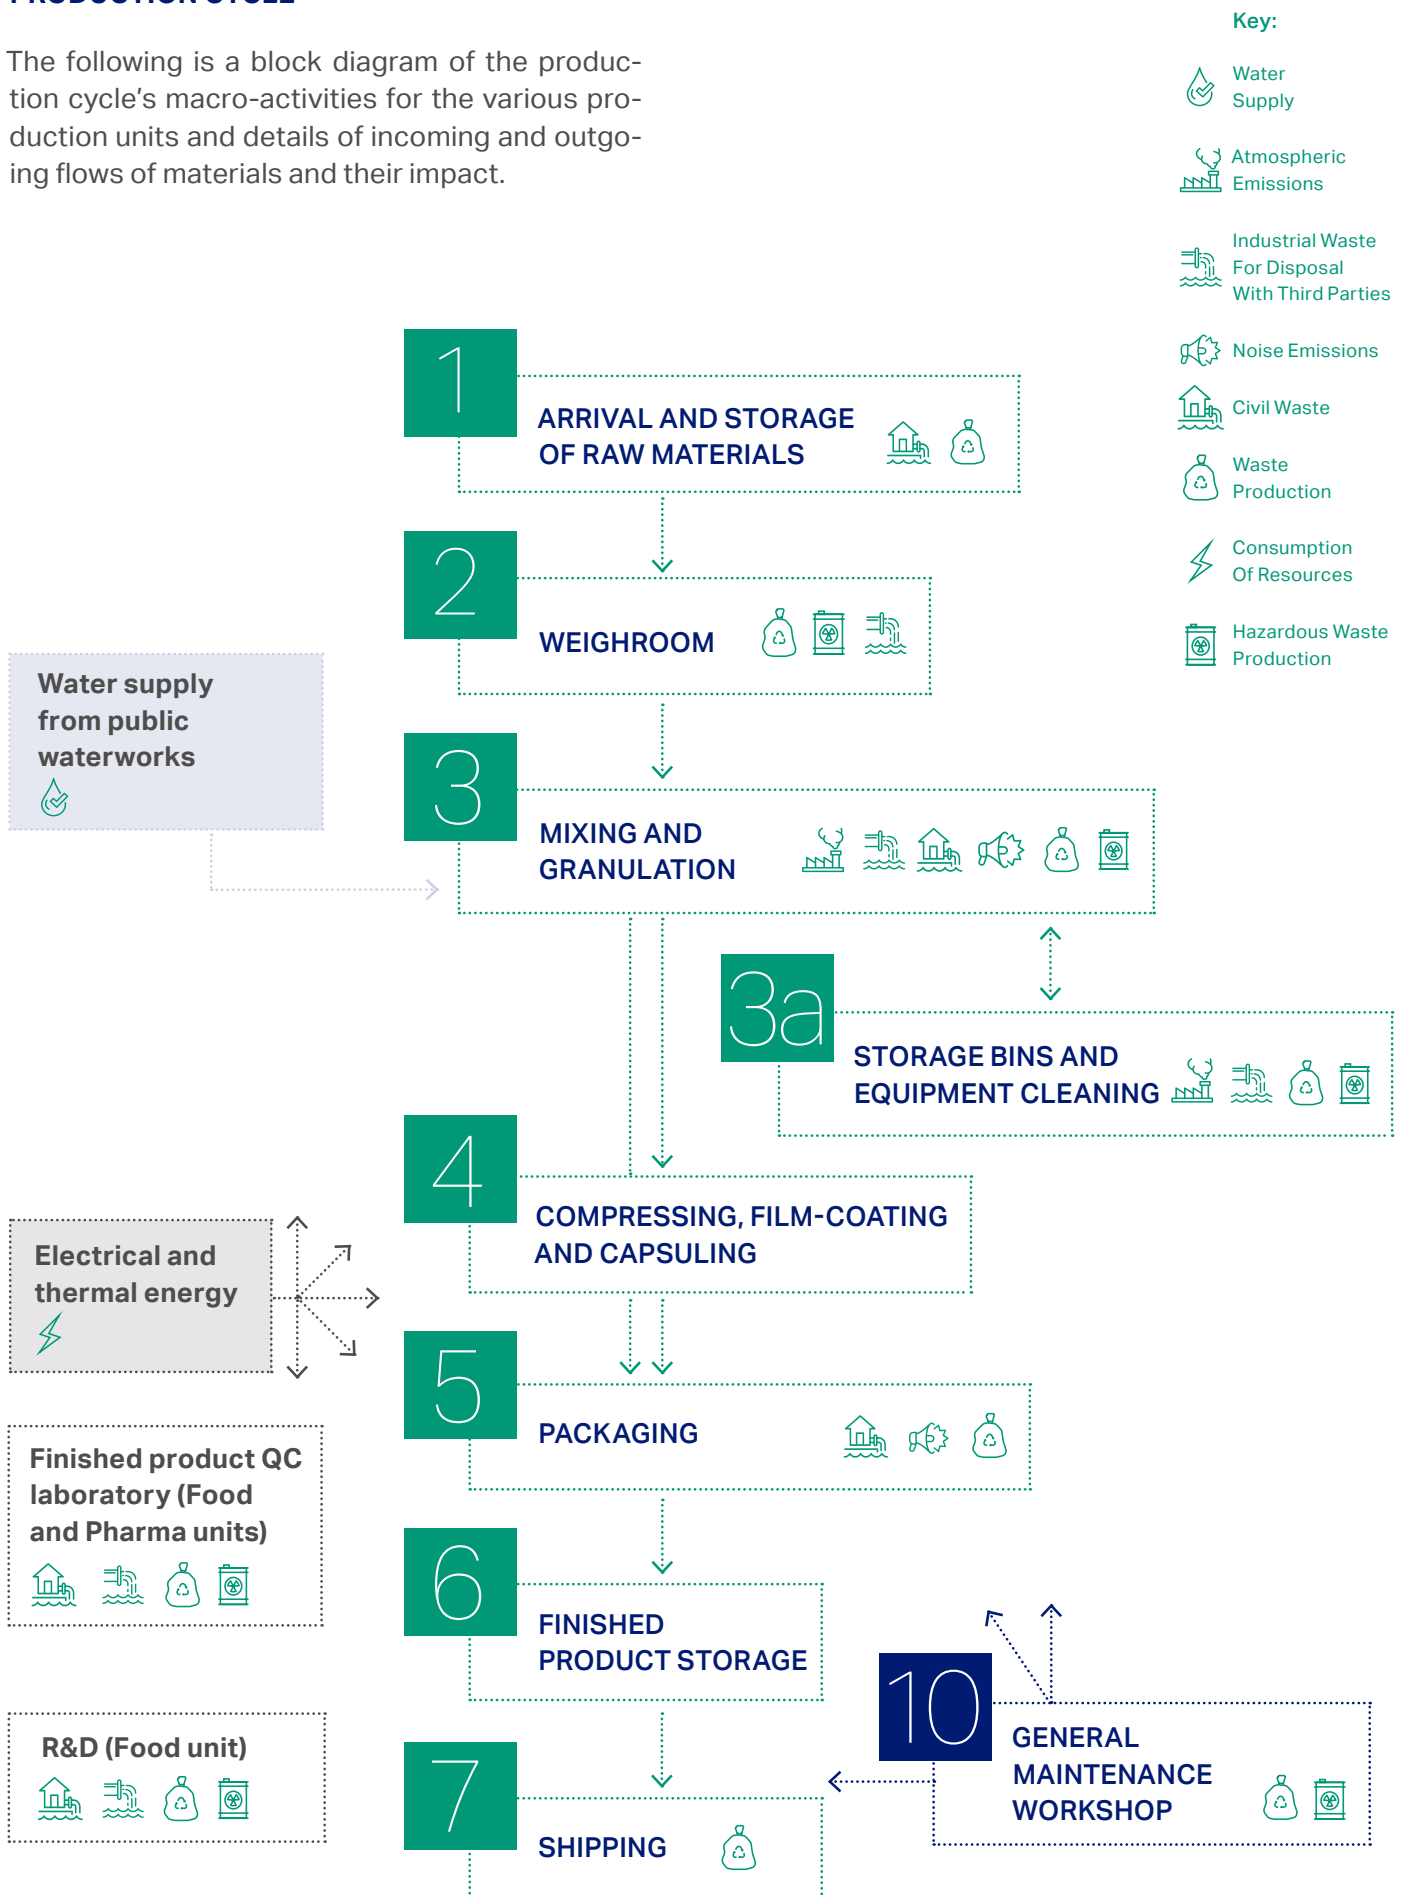 PRODUCTION CYCLE
The following is a block diagram of the produc-
tion cycle's macro-activities for the various pro-
duction units and details of incoming and outgo-
ing flows of materials and their impact.
Key:
Water
Supply
Atmospheric
Emissions
Industrial Waste
For Disposal
With Third Parties
Noise Emissions
Civil Waste
Waste
Production
Consumption
Of Resources
Hazardous Waste
Production
1
ARRIVAL AND STORAGE
OF RAW MATERIALS
2
WEIGHROOM
Water supply
from public
waterworks
3
MIXING AND
GRANULATION
3a
STORAGE BINS AND
EQUIPMENT CLEANING
4
COMPRESSING, FILM-COATING
AND CAPSULING
Electrical and
thermal energy
5
PACKAGING
Finished product QC
laboratory (Food
and Pharma units)
6
FINISHED
PRODUCT STORAGE
10
GENERAL
MAINTENANCE
WORKSHOP
R&D (Food unit)
7
SHIPPING